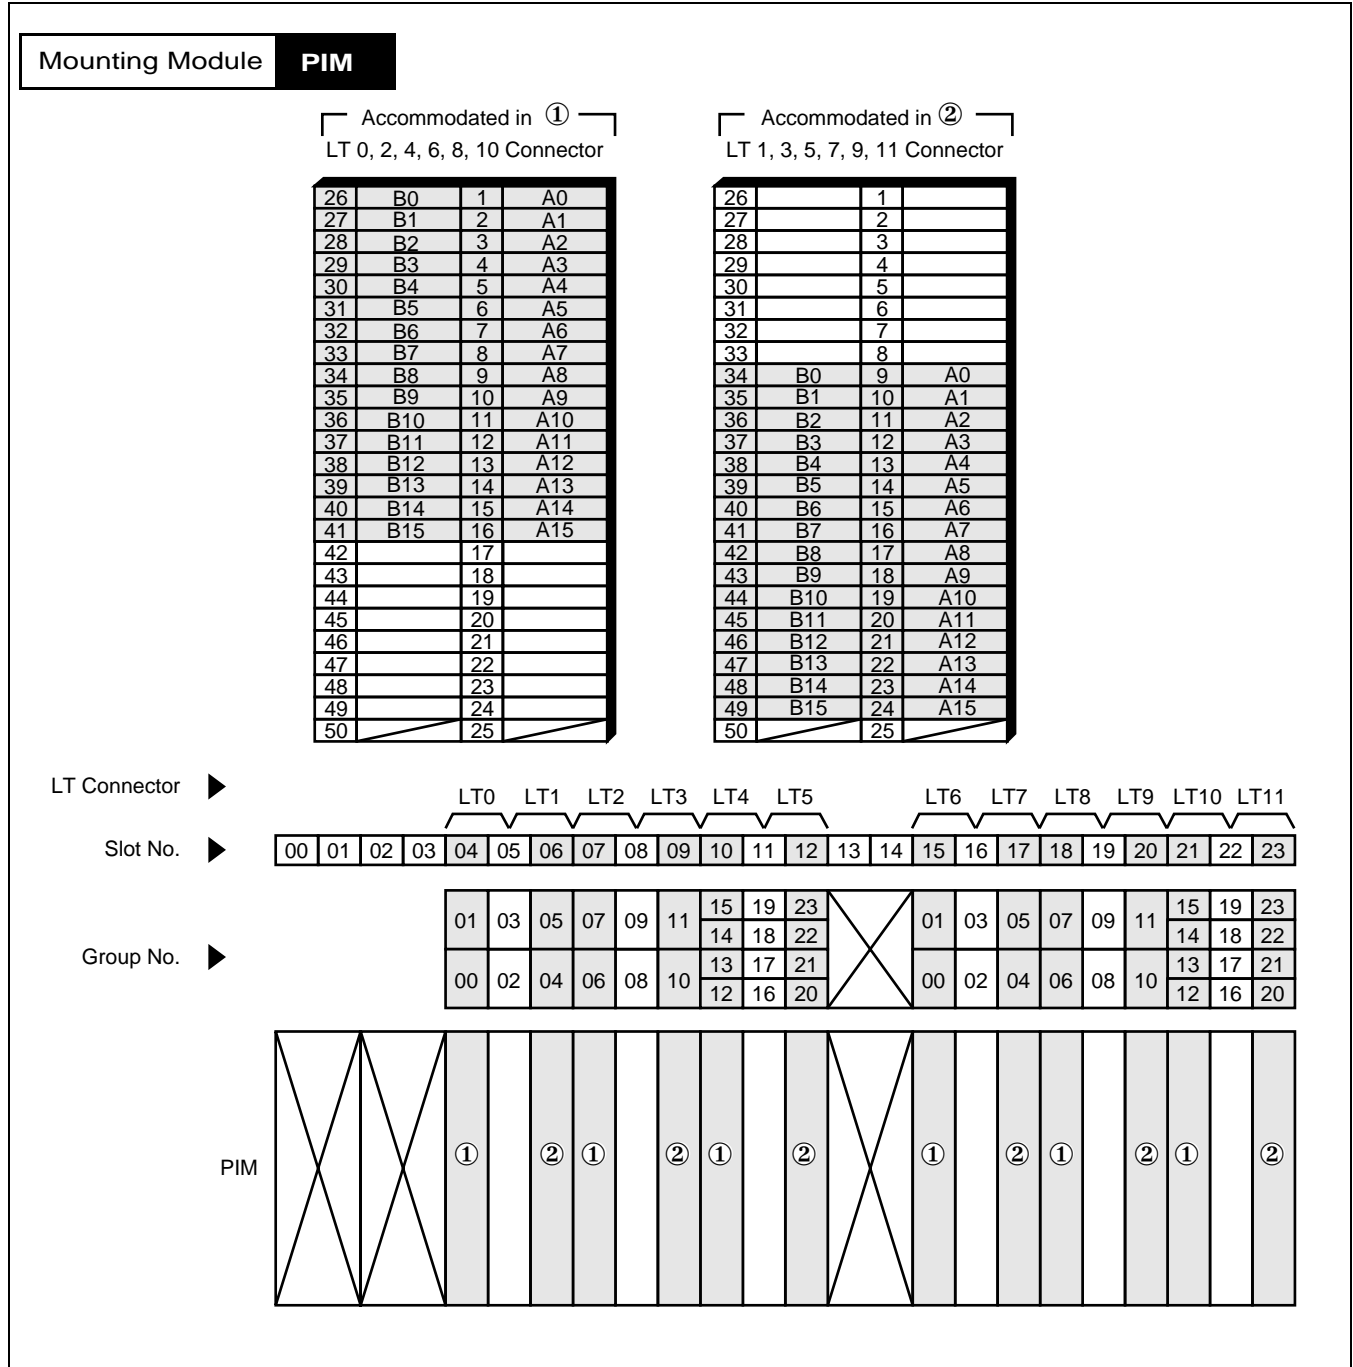 Mounting Module PIM
Accommodated in ① Accommodated in ②
LT 0, 2, 4, 6, 8, 10 Connector LT 1, 3, 5, 7, 9, 11 Connector
26 B0 1 A0 26 1
27 B1 2 A1 27 2
28 B2 3 A2 28 3
29 B3 4 A3 29 4
30 B4 5 A4 30 5
31 B5 6 A5 31 6
32 B6 7 A6 32 7
33 B7 8 A7 33 8
34 B8 9 A8 34 B0 9 A0
35 B9 10 A9 35 B1 10 A1
36 B10 11 A10 36 B2 11 A2
37 B11 12 A11 37 B3 12 A3
38 B12 13 A12 38 B4 13 A4
39 B13 14 A13 39 B5 14 A5
40 B14 15 A14 40 B6 15 A6
41 B15 16 A15 41 B7 16 A7
42 17 42 B8 17 A8
43 18 43 B9 18 A9
44 19 44 B10 19 A10
45 20 45 B11 20 A11
46 21 46 B12 21 A12
47 22 47 B13 22 A13
48 23 48 B14 23 A14
49 24 49 B15 24 A15
50 25 50 25
LT Connector LT0 LT1 LT2 LT3 LT4 LT5 LT6 LT7 LT8 LT9 LT10 LT11
Slot No. 00 01 02 03 04 05 06 07 08 09 10 11 12 13 14 15 16 17 18 19 20 21 22 23
Group No.
01 03 05 07 09 11 15 19 23 01 03 05 07 09 11 15 19 23
14 18 22 14 18 22
00 02 04 06 08 10 13 17 21 00 02 04 06 08 10 13 17 21
12 16 20 12 16 20
PIM ① ② ① ② ① ② ① ② ① ② ① ②